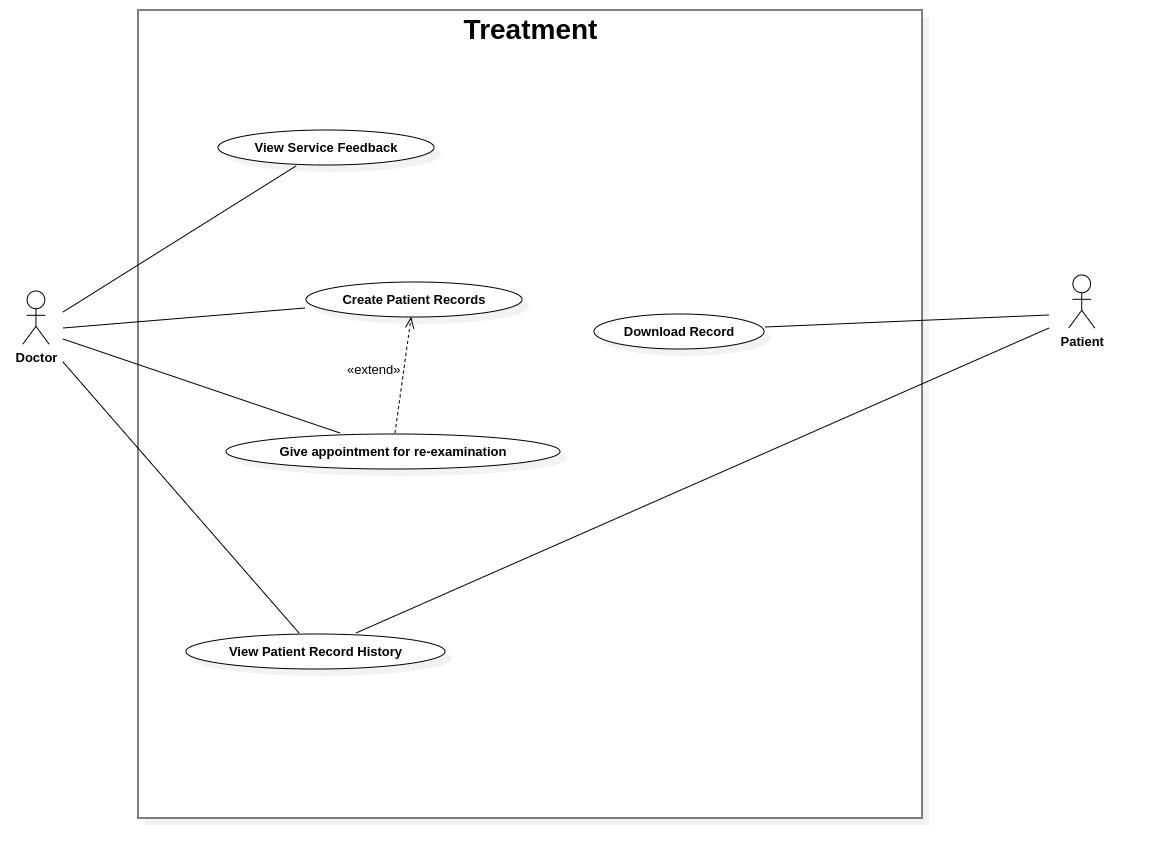 Treatment
View Service Feedback
Create Patient Records
Download Record
Patient
Doctor
«extend»
Give appointment for re-examination
View Patient Record History